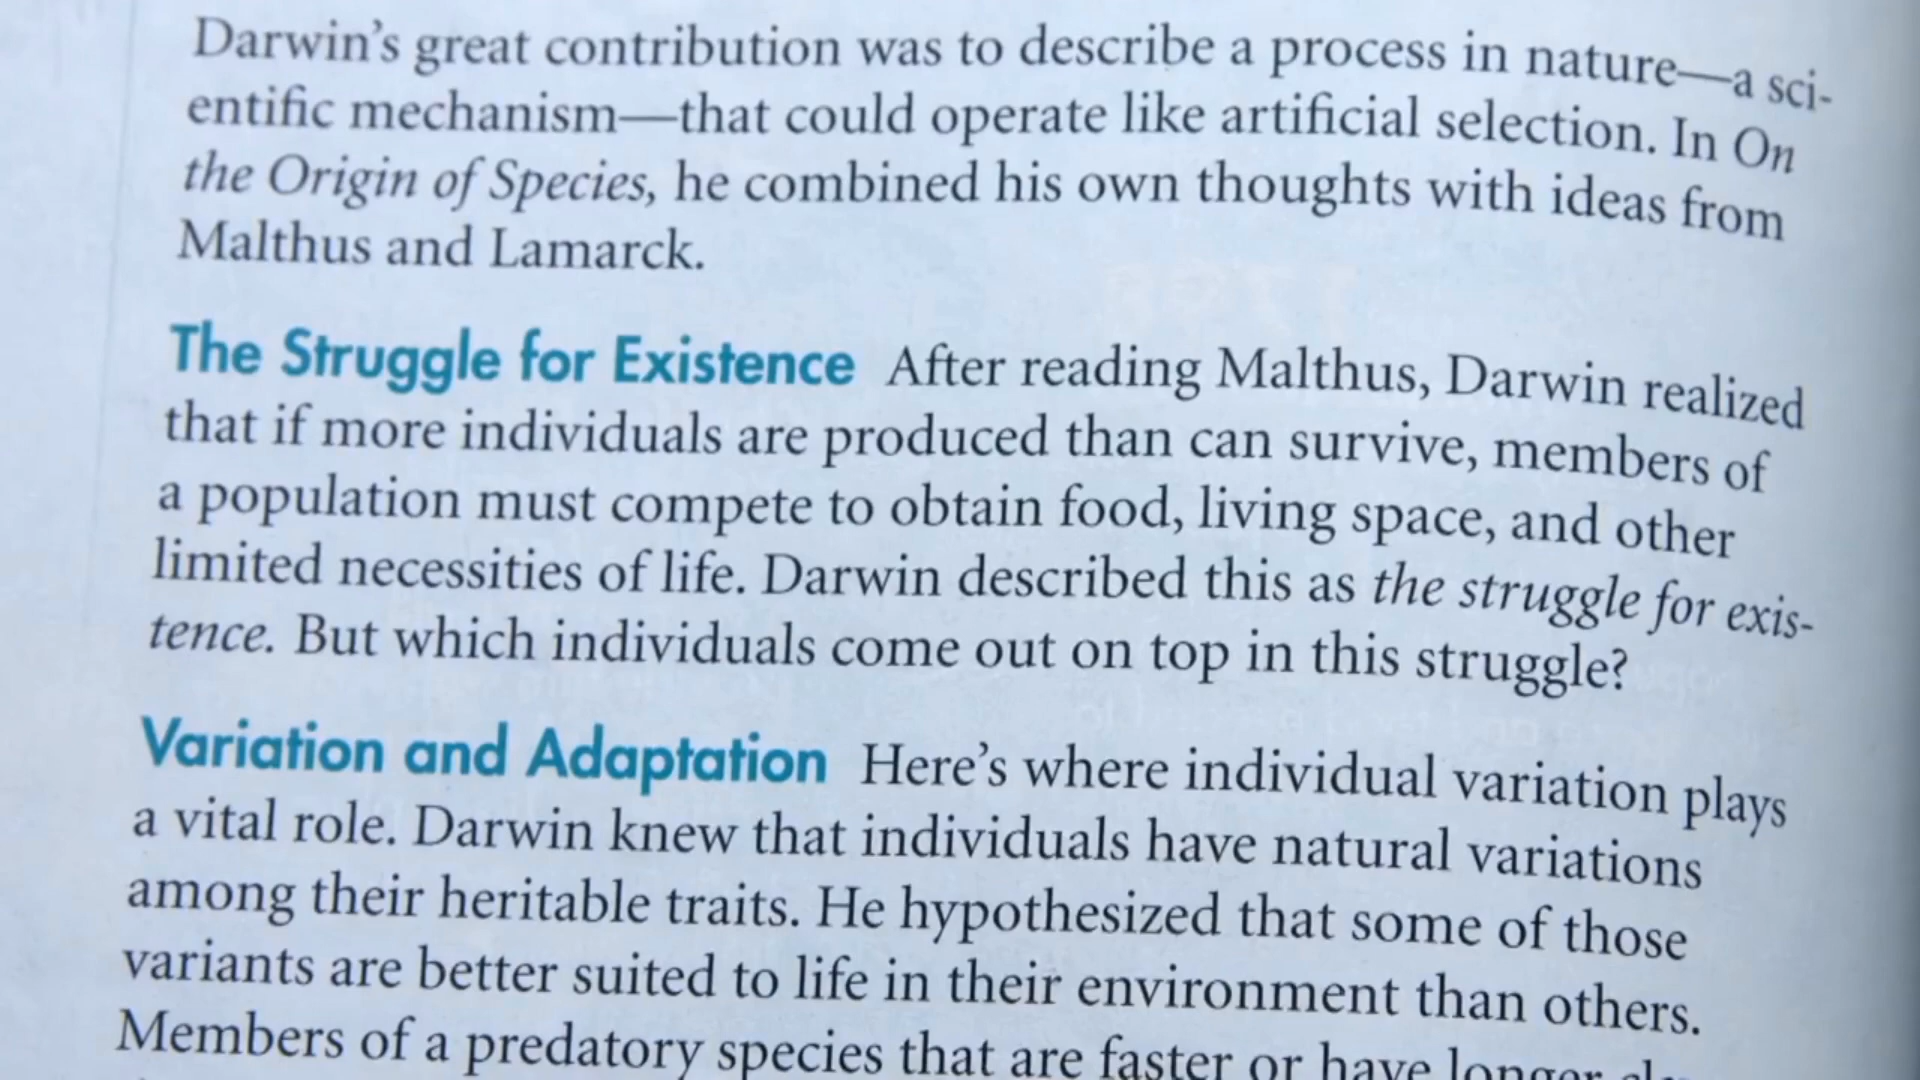 Darwin's great contribution was to describe a process in nature—a sci-
entific mechanism—that could operate like artificial selection. In On
the Origin of Species, he combined his own thoughts with ideas from
Malthus and Lamarck.
The Struggle for Existence After reading Malthus, Darwin realized
that if more individuals are produced than can survive, members of
a population must compete to obtain food, living space, and other
limited necessities of life. Darwin described this as the struggle for exis-
tence. But which individuals come out on top in this struggle?
Variation and Adaptation Here's where individual variation plays
a vital role. Darwin knew that individuals have natural variations
among their heritable traits. He hypothesized that some of those
variants are better suited to life in their environment than others.
Members of a predatory species that are faster or have longer